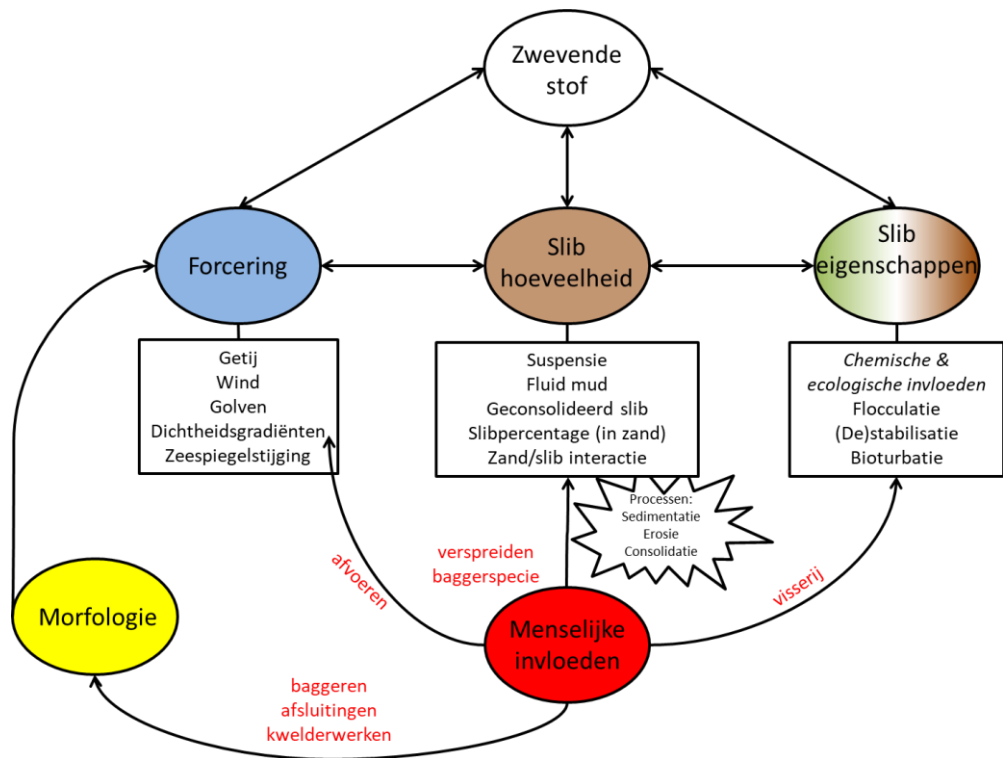 Zwevende
stof
Forcering
Slib
hoeveelheid
Slib
eigenschappen
Getij
Wind
Golven
Dichtheidsgradiënten
Zeespiegelstijging
Suspensie
Fluid mud
Geconsolideerd slib
Slibpercentage (in zand)
Zand/slib interactie
Chemische &
ecologische invloeden
Flocculatie
(De)stabilisatie
Bioturbatie
Processen:
Sedimentatie
Erosie
Consolidatie
afvoeren
verspreiden
baggerspecie
visserij
Morfologie
Menselijke
invloeden
baggeren
afsluitingen
kwelderwerken